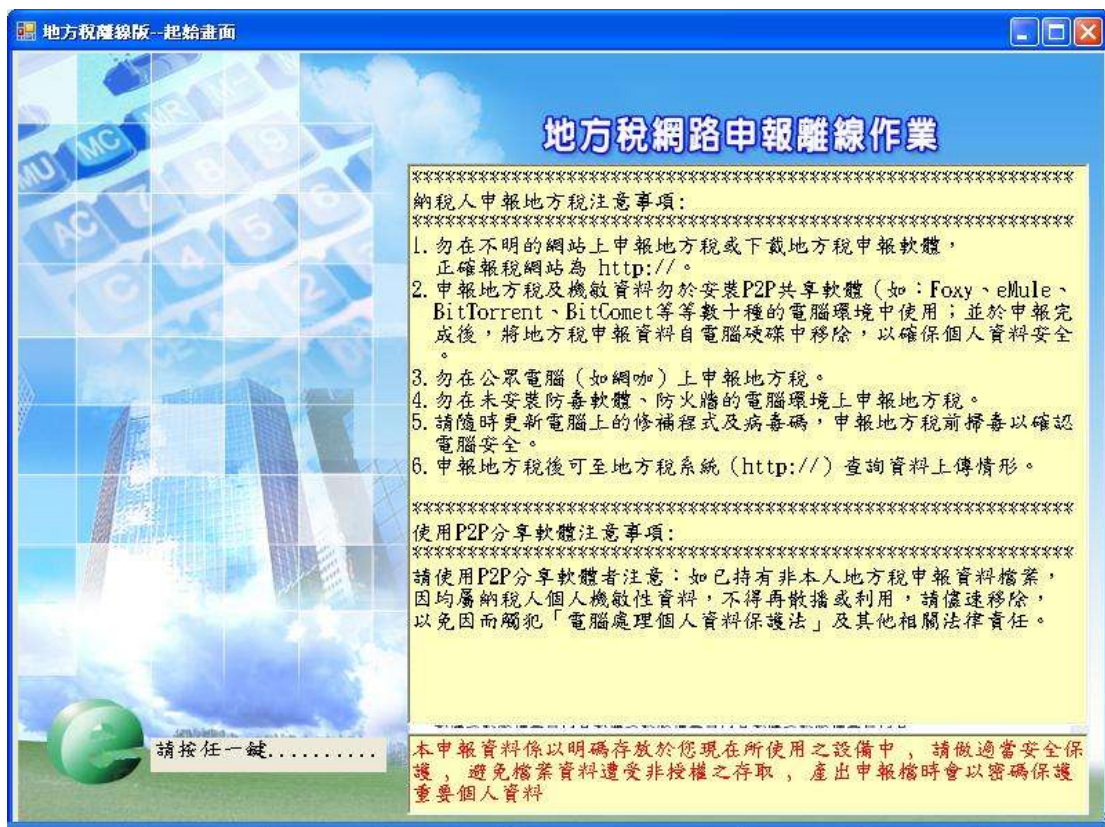 地方稅離線版--起始畫面
MU MC MR M-
AC 7 8 9
C 4 5 6
1 2
CE
地方稅網路申報離線作業
************************************************************
納稅人申報地方稅注意事項:
************************************************************
1.勿在不明的網站上申報地方稅或下載地方稅申報軟體，
正確報稅網站為 http://。
2.申報地方稅及機敏資料勿於安裝P2P共享軟體（如：Foxy、eMule、
BitTorrent、BitComet等等數十種的電腦環境中使用；並於申報完
成後，將地方稅申報資料自電腦硬碟中移除，以確保個人資料安全
。
3.勿在公眾電腦（如網咖）上申報地方稅。
4.勿在未安裝防毒軟體、防火牆的電腦環境上申報地方稅。
5.請隨時更新電腦上的修補程式及病毒碼，申報地方稅前掃毒以確認
電腦安全。
6.申報地方稅後可至地方稅系統（http://）查詢資料上傳情形。
************************************************************
使用P2P分享軟體注意事項:
************************************************************
請使用P2P分享軟體者注意：如已持有非本人地方稅申報資料檔案，
因均屬納稅人個人機敏性資料，不得再散播或利用，請儘速移除，
以免因而觸犯「電腦處理個人資料保護法」及其他相關法律責任。
請按任一鍵..........
本申報資料係以明碼存放於您現在所使用之設備中 , 請做適當安全保
護 , 避免檔案資料遭受非授權之存取 , 產出申報檔時會以密碼保護
重要個人資料